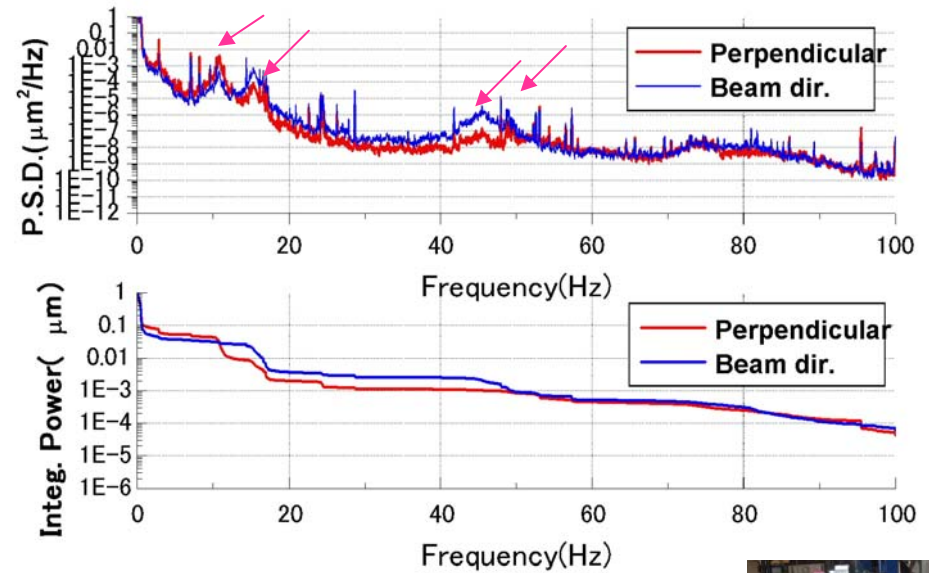 P.S.D.(μm²/Hz)
1
0.1
0.01
1E-3
1E-4
1E-5
1E-6
1E-7
1E-8
1E-9
1E-10
1E-11
1E-12
Perpendicular
Beam dir.
0 20 40 60 80 100
Frequency(Hz)
Integ. Power( μm)
1
0.1
0.01
1E-3
1E-4
1E-5
1E-6
Perpendicular
Beam dir.
0 20 40 60 80 100
Frequency(Hz)